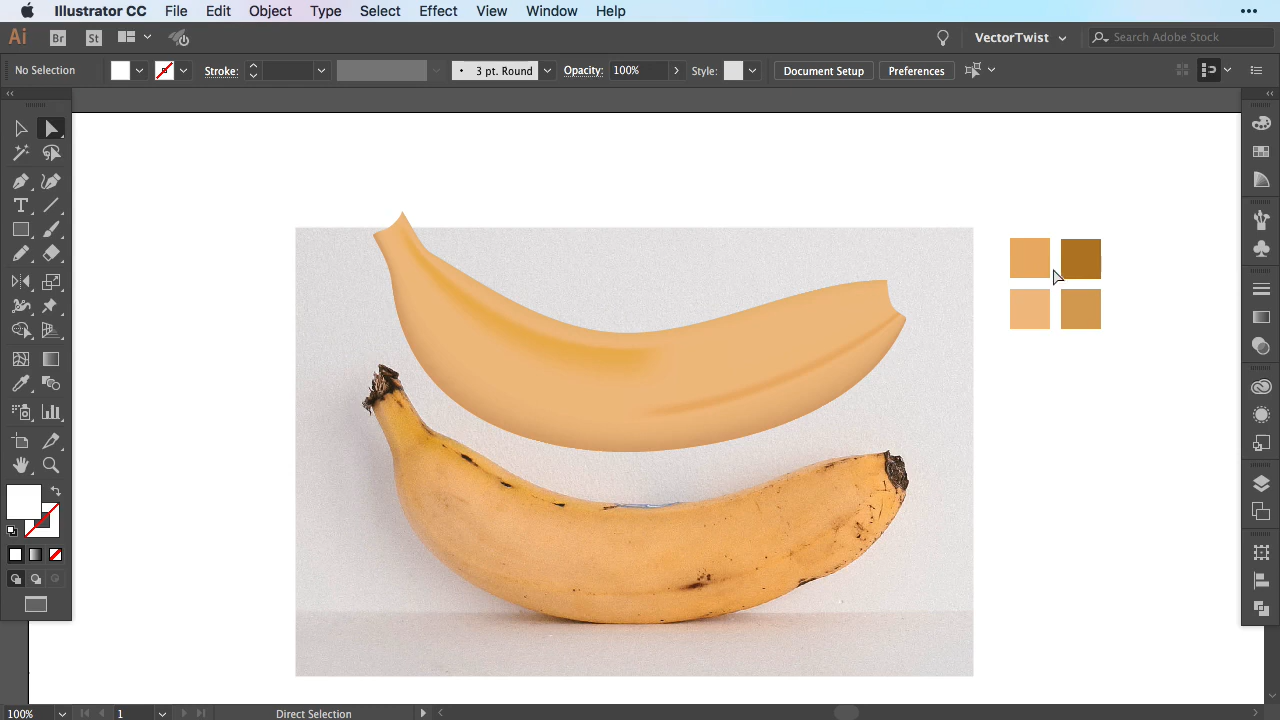 Illustrator CC File Edit Object Type Select Effect View Window Help
Ai Br St VectorTwist Search Adobe Stock
No Selection Stroke: 3 pt. Round Opacity: 100% Style: Document Setup Preferences
T
100% 1 Direct Selection